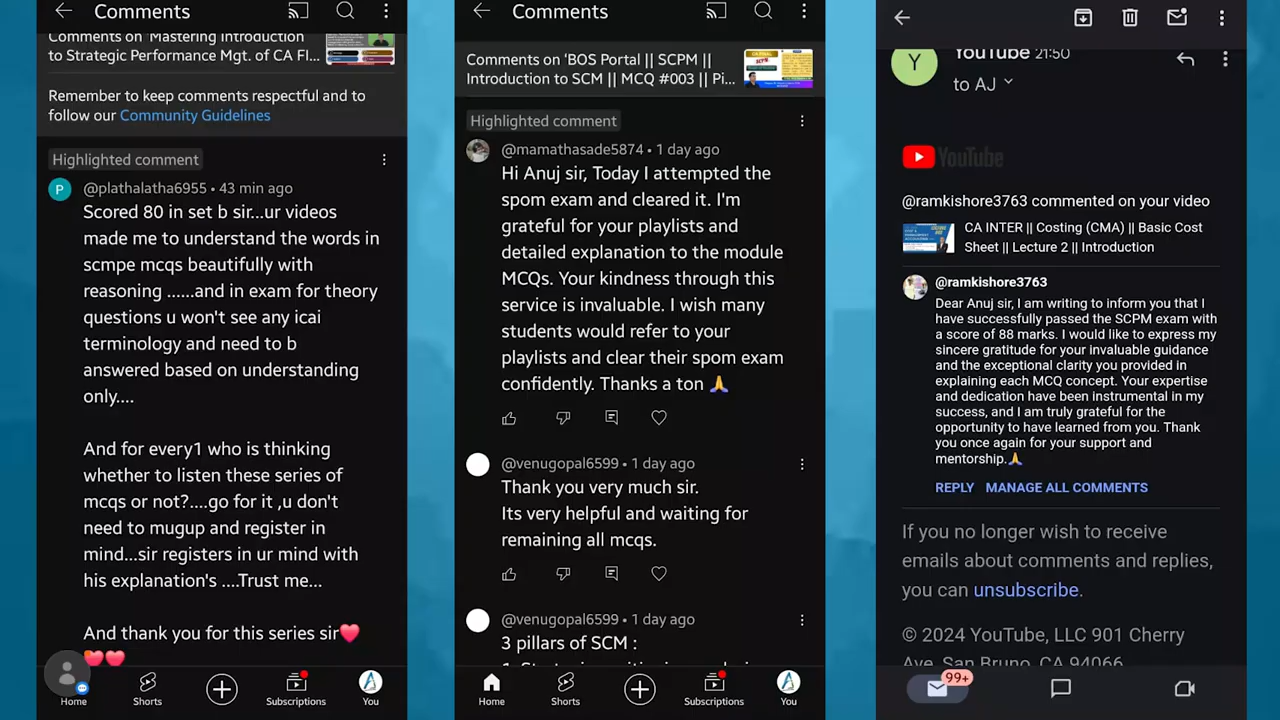 Comments
Comments on 'Mastering Introduction
to Strategic Performance Mgt. of CA FI...
Remember to keep comments respectful and to
follow our Community Guidelines
Highlighted comment
P
@plathalatha6955 • 43 min ago
Scored 80 in set b sir...ur videos
made me to understand the words in
scmpe mcqs beautifully with
reasoning ......and in exam for theory
questions u won't see any icai
terminology and need to b
answered based on understanding
only....
And for every1 who is thinking
whether to listen these series of
mcqs or not?....go for it ,u don't
need to mugup and register in
mind...sir registers in ur mind with
his explanation's ....Trust me...
And thank you for this series sir❤️
❤️❤️
Home
Shorts
Subscriptions
You
Comments
Comments on 'BOS Portal || SCPM ||
Introduction to SCM || MCQ #003 || Pi...
Highlighted comment
@mamathasade5874 • 1 day ago
Hi Anuj sir, Today I attempted the
spom exam and cleared it. I'm
grateful for your playlists and
detailed explanation to the module
MCQs. Your kindness through this
service is invaluable. I wish many
students would refer to your
playlists and clear their spom exam
confidently. Thanks a ton 🙏
@venugopal6599 • 1 day ago
Thank you very much sir.
Its very helpful and waiting for
remaining all mcqs.
@venugopal6599 • 1 day ago
3 pillars of SCM :
Home
Shorts
Subscriptions
You
Y
YouTube 21:50
to AJ
YouTube
@ramkishore3763 commented on your video
CA INTER || Costing (CMA) || Basic Cost
Sheet || Lecture 2 || Introduction
@ramkishore3763
Dear Anuj sir, I am writing to inform you that I
have successfully passed the SCPM exam with
a score of 88 marks. I would like to express my
sincere gratitude for your invaluable guidance
and the exceptional clarity you provided in
explaining each MCQ concept. Your expertise
and dedication have been instrumental in my
success, and I am truly grateful for the
opportunity to have learned from you. Thank
you once again for your support and
mentorship.🙏
REPLY MANAGE ALL COMMENTS
If you no longer wish to receive
emails about comments and replies,
you can unsubscribe.
© 2024 YouTube, LLC 901 Cherry
Ave, San Bruno, CA 94066
99+